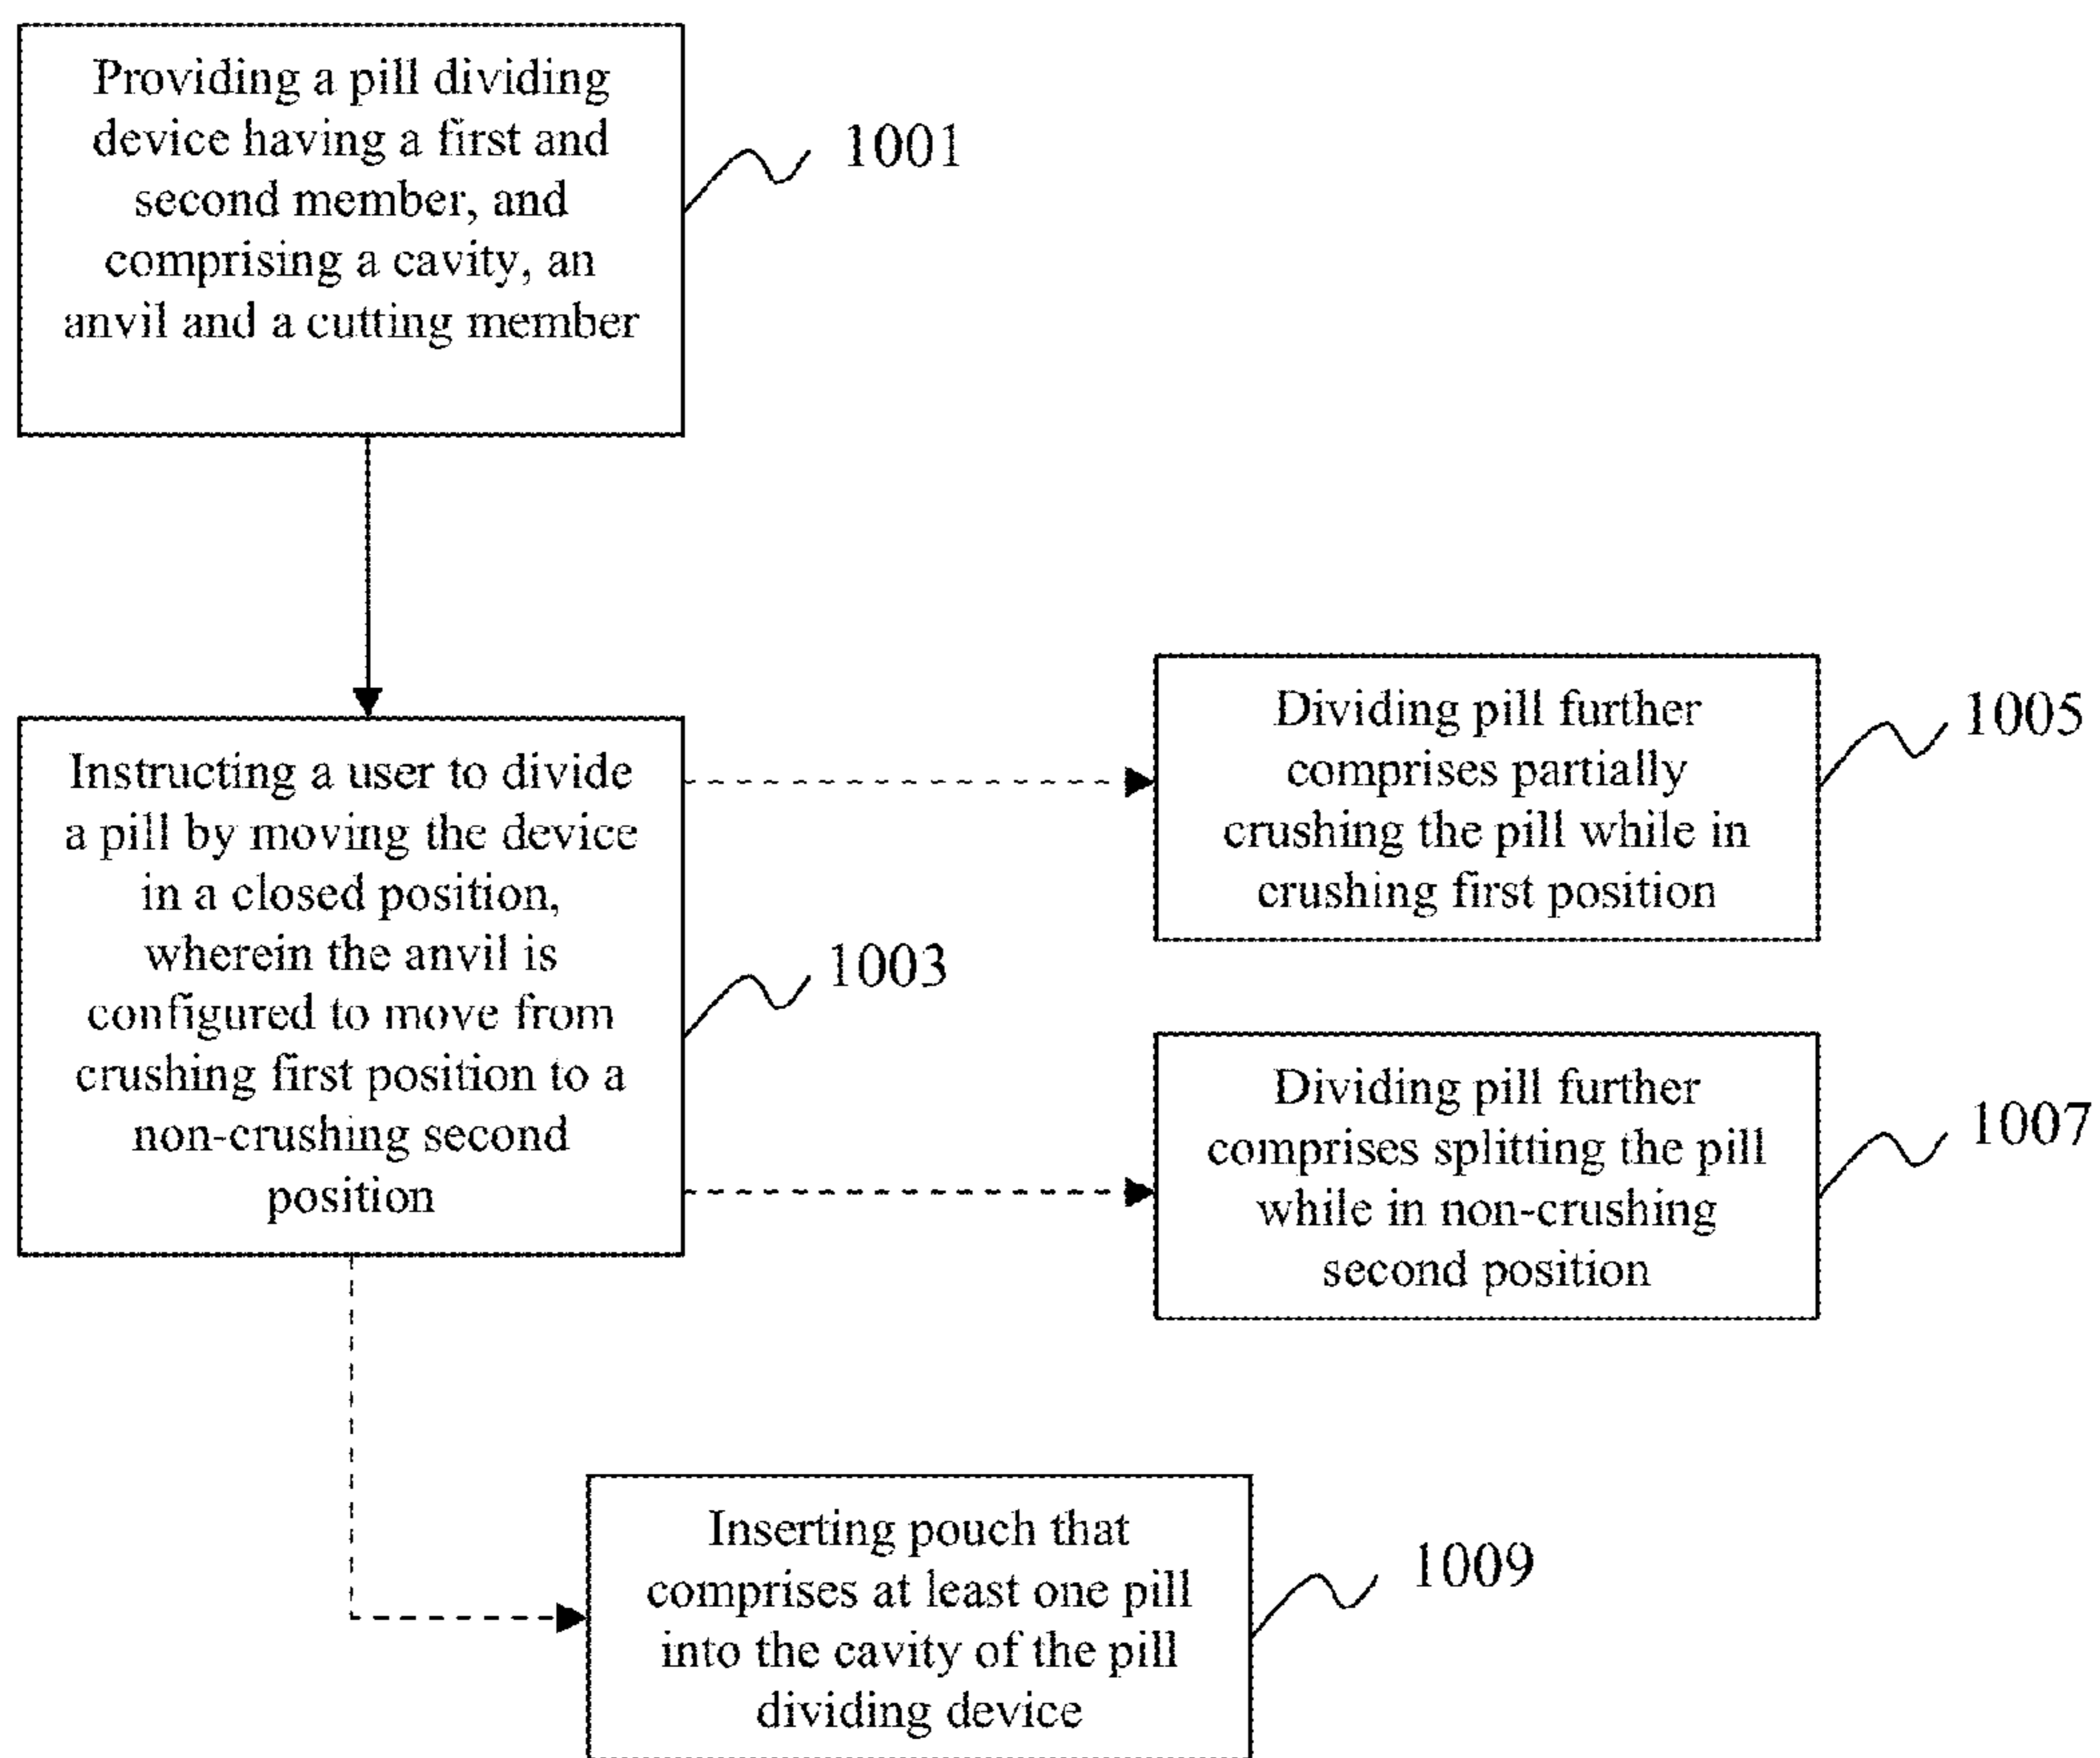 Providing a pill dividing
device having a first and
second member, and
comprising a cavity, an
anvil and a cutting member
1001
Instructing a user to divide
a pill by moving the device
in a closed position,
wherein the anvil is
configured to move from
crushing first position to a
non-crushing second
position
1003
Dividing pill further
comprises partially
crushing the pill while in
crushing first position
1005
Dividing pill further
comprises splitting the pill
while in non-crushing
second position
1007
Inserting pouch that
comprises at least one pill
into the cavity of the pill
dividing device
1009